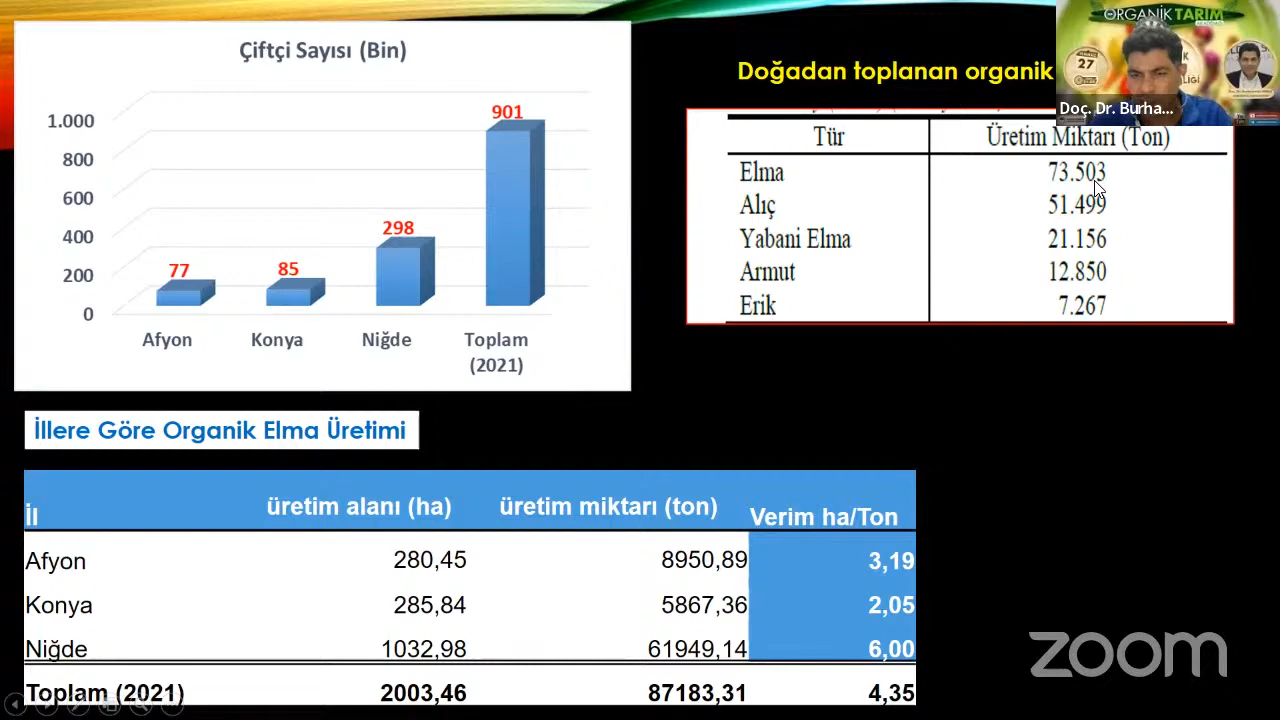 Çiftçi Sayısı (Bin)
1.000
800
600
400
200
0
77
85
298
901
Afyon
Konya
Niğde
Toplam
(2021)
Doğadan toplanan organik
ORGANİK TARIM
27
Doç. Dr. Burha...
Tür Üretim Miktarı (Ton)
Elma 73.503
Alıç 51.499
Yabani Elma 21.156
Armut 12.850
Erik 7.267
İllere Göre Organik Elma Üretimi
İl üretim alanı (ha) üretim miktarı (ton) Verim ha/Ton
Afyon 280,45 8950,89 3,19
Konya 285,84 5867,36 2,05
Niğde 1032,98 61949,14 6,00
Toplam (2021) 2003,46 87183,31 4,35
zoom